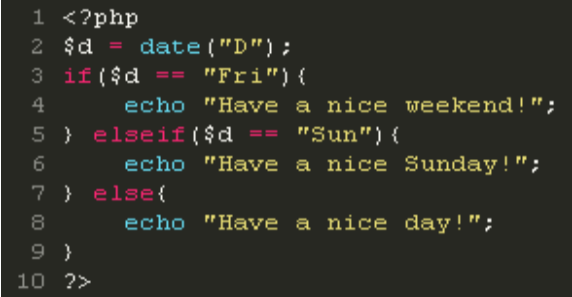 1 <?php
2 $d = date("D");
3 if($d == "Fri"){
4     echo "Have a nice weekend!";
5 } elseif($d == "Sun"){
6     echo "Have a nice Sunday!";
7 } else{
8     echo "Have a nice day!";
9 }
10 ?>